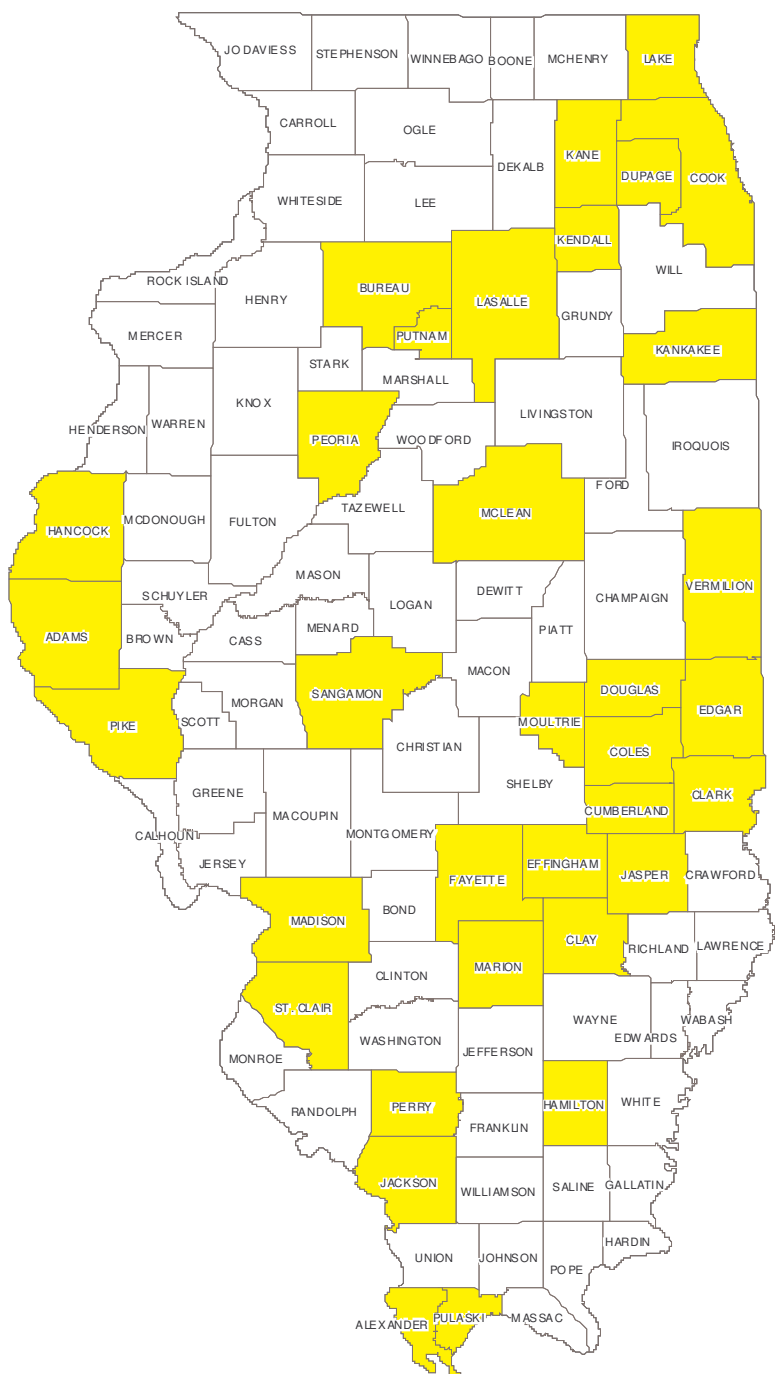 JO DAVIESS
STEPHENSON
WINNEBAGO
BOONE
MCHENRY
LAKE
CARROLL
OGLE
DEKALB
KANE
DUPAGE
COOK
WHITESIDE
LEE
KENDALL
WILL
ROCK ISLAND
HENRY
BUREAU
LASALLE
GRUNDY
MERCER
PUTNAM
KANKAKEE
STARK
MARSHALL
HENDERSON
WARREN
KNOX
PEORIA
WOODFORD
LIVINGSTON
IROQUOIS
FORD
HANCOCK
MCDONOUGH
FULTON
TAZEWELL
MCLEAN
MASON
SCHUYLER
LOGAN
DEWITT
CHAMPAIGN
VERMILION
ADAMS
BROWN
CASS
MENARD
PIATT
MACON
SANGAMON
DOUGLAS
EDGAR
PIKE
SCOTT
MORGAN
CHRISTIAN
MOULTRIE
COLES
SHELBY
GREENE
CUMBERLAND
CLARK
CALHOUN
MACOUPIN
MONTGOMERY
JERSEY
FAYETTE
EFFINGHAM
JASPER
CRAWFORD
MADISON
BOND
CLAY
RICHLAND
LAWRENCE
MARION
CLINTON
ST. CLAIR
WAYNE
WABASH
EDWARDS
WASHINGTON
JEFFERSON
MONROE
RANDOLPH
PERRY
HAMILTON
WHITE
FRANKLIN
JACKSON
WILLIAMSON
SALINE
GALLATIN
UNION
JOHNSON
POPE
HARDIN
ALEXANDER
PULASKI
MASSAC